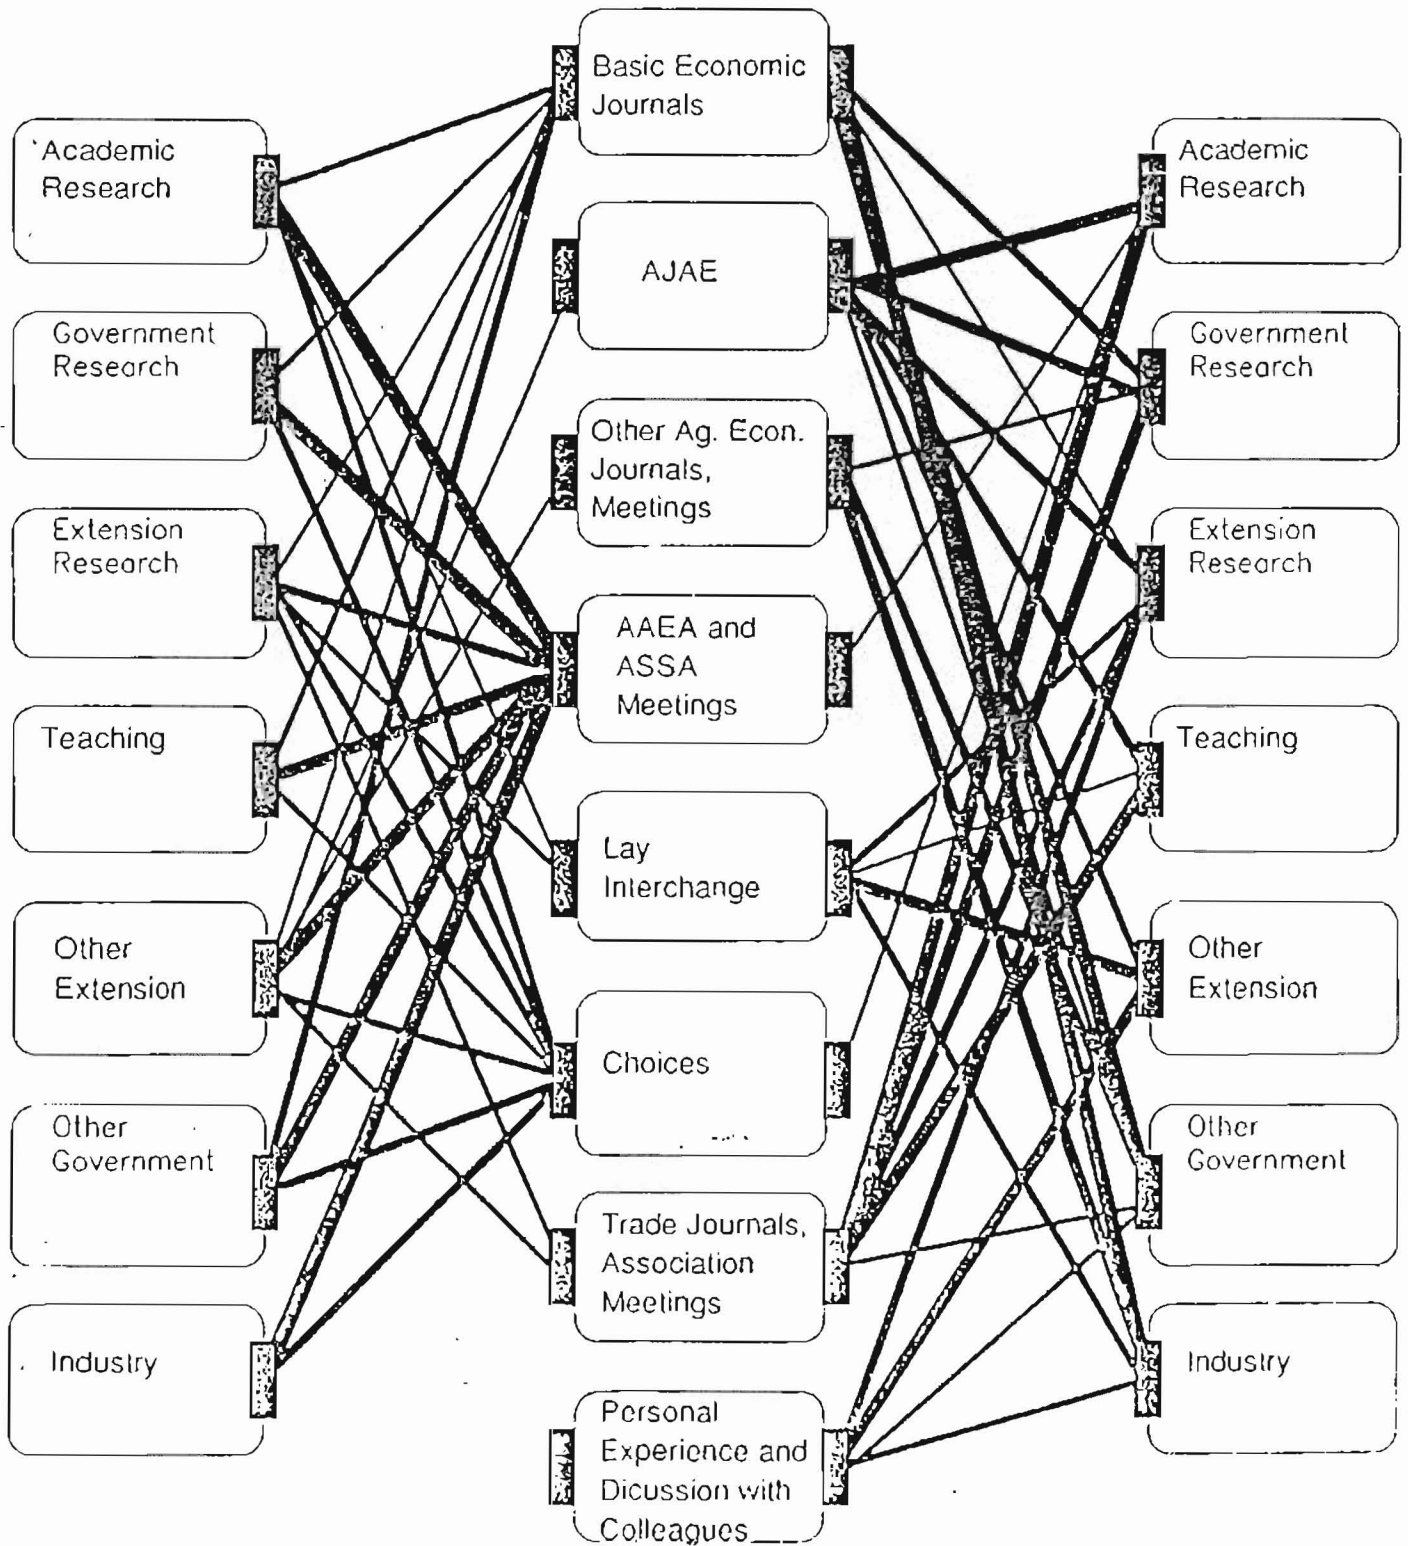 Academic
Research
Government
Research
Extension
Research
Teaching
Other
Extension
Other
Government
Industry
Basic Economic
Journals
AJAE
Other Ag. Econ.
Journals,
Meetings
AAEA and
ASSA
Meetings
Lay
Interchange
Choices
Trade Journals,
Association
Meetings
Personal
Experience and
Dicussion with
Colleagues
Academic
Research
Government
Research
Extension
Research
Teaching
Other
Extension
Other
Government
Industry